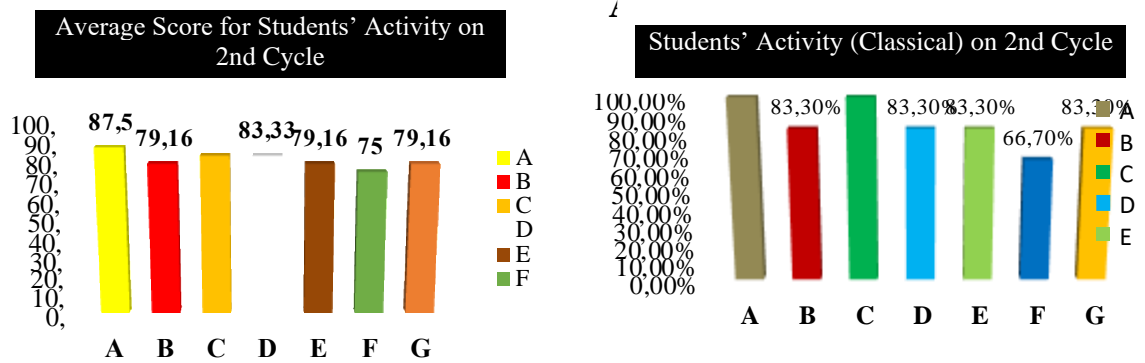 Average Score for Students’ Activity on
2nd Cycle
100,
90,
80,
70,
60,
50,
40,
30,
20,
10,
0,
87,5
79,16
83,33
79,16
75
79,16
A B C D E F G
A
B
C
D
E
F
Students’ Activity (Classical) on 2nd Cycle
100,00%
90,00%
80,00%
70,00%
60,00%
50,00%
40,00%
30,00%
20,00%
10,00%
0,00%
83,30%
83,30%
83,30%
66,70%
83,30%
A B C D E F G
A
B
C
D
E